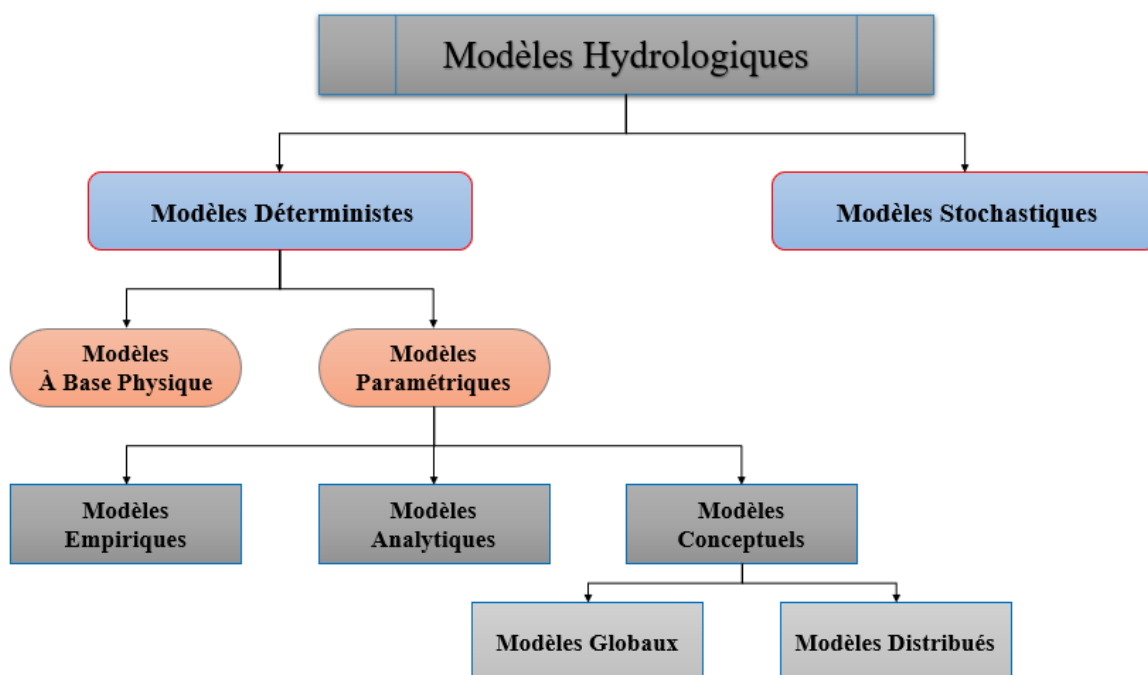 Modèles Hydrologiques
Modèles Déterministes
Modèles Stochastiques
Modèles
À Base Physique
Modèles
Paramétriques
Modèles
Empiriques
Modèles
Analytiques
Modèles
Conceptuels
Modèles Globaux
Modèles Distribués